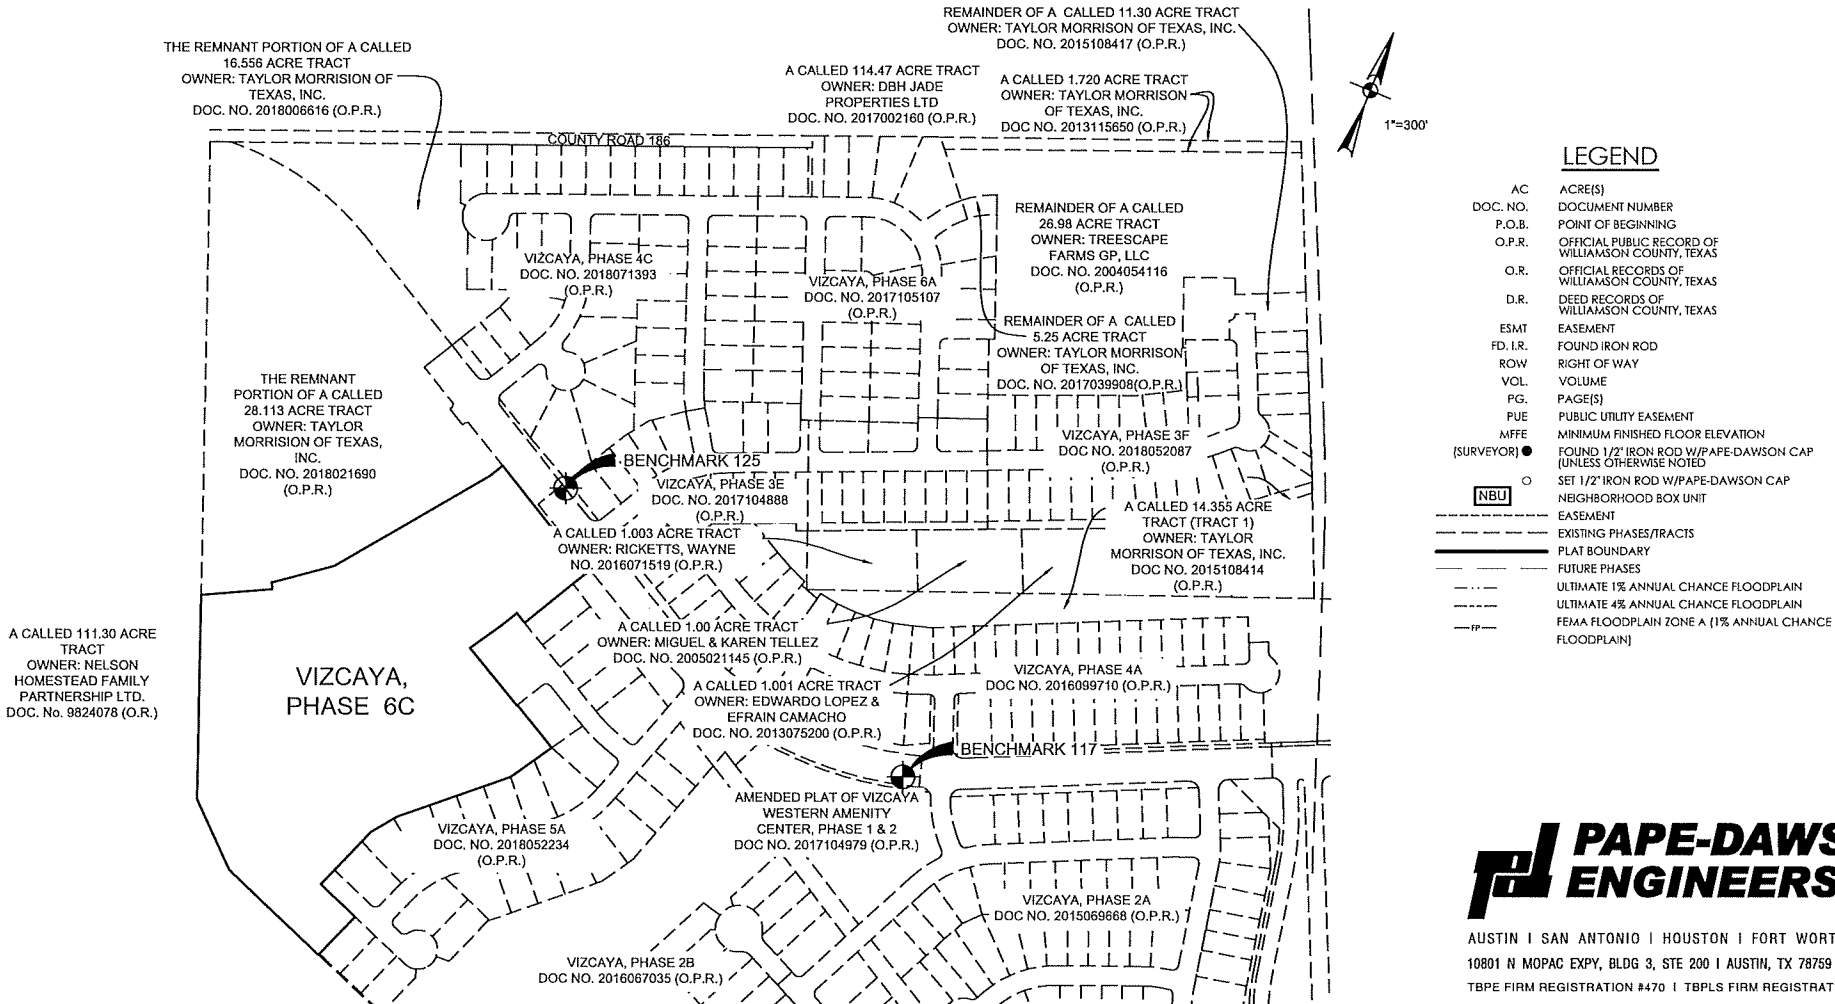 REMAINDER OF A CALLED 11.30 ACRE TRACT
OWNER: TAYLOR MORRISON OF TEXAS, INC.
DOC. NO. 2015108417 (O.P.R.)
THE REMNANT PORTION OF A CALLED
16.556 ACRE TRACT
OWNER: TAYLOR MORRISION OF
TEXAS, INC.
DOC. NO. 2018006616 (O.P.R.)
A CALLED 114.47 ACRE TRACT
OWNER: DBH JADE
PROPERTIES LTD
DOC. NO. 2017002160 (O.P.R.)
A CALLED 1.720 ACRE TRACT
OWNER: TAYLOR MORRISON
OF TEXAS, INC.
DOC NO. 2013115650 (O.P.R.)
1"=300'
COUNTY ROAD 186
REMAINDER OF A CALLED
26.98 ACRE TRACT
OWNER: TREESCAPE
FARMS GP, LLC
DOC. NO. 2004054116
(O.P.R.)
VIZCAYA, PHASE 4C
DOC. NO. 2018071393
(O.P.R.)
VIZCAYA, PHASE 6A
DOC. NO. 2017105107
(O.P.R.)
REMAINDER OF A CALLED
5.25 ACRE TRACT
OWNER: TAYLOR MORRISON
OF TEXAS, INC.
DOC. NO. 2017039908(O.P.R.)
THE REMNANT
PORTION OF A CALLED
28.113 ACRE TRACT
OWNER: TAYLOR
MORRISION OF TEXAS,
INC.
DOC. NO. 2018021690
(O.P.R.)
VIZCAYA, PHASE 3F
DOC. NO. 2018052087
(O.P.R.)
BENCHMARK 125
VIZCAYA, PHASE 3E
DOC. NO. 2017104888
(O.P.R.)
A CALLED 1.003 ACRE TRACT
OWNER: RICKETTS, WAYNE
NO. 2016071519 (O.P.R.)
A CALLED 14.355 ACRE
TRACT (TRACT 1)
OWNER: TAYLOR
MORRISON OF TEXAS, INC.
DOC NO. 2015108414
(O.P.R.)
A CALLED 111.30 ACRE
TRACT
OWNER: NELSON
HOMESTEAD FAMILY
PARTNERSHIP LTD.
DOC. No. 9824078 (O.R.)
VIZCAYA,
PHASE 6C
A CALLED 1.00 ACRE TRACT
OWNER: MIGUEL & KAREN TELLEZ
DOC. NO. 2005021145 (O.P.R.)
A CALLED 1.001 ACRE TRACT
OWNER: EDWARDO LOPEZ &
EFRAIN CAMACHO
DOC. NO. 2013075200 (O.P.R.)
VIZCAYA, PHASE 4A
DOC NO. 2016099710 (O.P.R.)
BENCHMARK 117
AMENDED PLAT OF VIZCAYA
WESTERN AMENITY
CENTER, PHASE 1 & 2
DOC NO. 2017104979 (O.P.R.)
VIZCAYA, PHASE 5A
DOC. NO. 2018052234
(O.P.R.)
VIZCAYA, PHASE 2A
DOC NO. 2015069668 (O.P.R.)
VIZCAYA, PHASE 2B
DOC NO. 2016067035 (O.P.R.)
LEGEND
AC ACRE(S)
DOC. NO. DOCUMENT NUMBER
P.O.B. POINT OF BEGINNING
O.P.R. OFFICIAL PUBLIC RECORD OF
WILLIAMSON COUNTY, TEXAS
O.R. OFFICIAL RECORDS OF
WILLIAMSON COUNTY, TEXAS
D.R. DEED RECORDS OF
WILLIAMSON COUNTY, TEXAS
ESMT EASEMENT
FD. I.R. FOUND IRON ROD
ROW RIGHT OF WAY
VOL. VOLUME
PG. PAGE(S)
PUE PUBLIC UTILITY EASEMENT
MFFE MINIMUM FINISHED FLOOR ELEVATION
(SURVEYOR) FOUND 1/2" IRON ROD W/PAPE-DAWSON CAP
(UNLESS OTHERWISE NOTED
SET 1/2" IRON ROD W/PAPE-DAWSON CAP
NBU NEIGHBORHOOD BOX UNIT
EASEMENT
EXISTING PHASES/TRACTS
PLAT BOUNDARY
FUTURE PHASES
ULTIMATE 1% ANNUAL CHANCE FLOODPLAIN
ULTIMATE 4% ANNUAL CHANCE FLOODPLAIN
FP FEMA FLOODPLAIN ZONE A (1% ANNUAL CHANCE
FLOODPLAIN)
PAPE-DAWS
ENGINEERS
AUSTIN I SAN ANTONIO I HOUSTON I FORT WORT
10801 N MOPAC EXPY, BLDG 3, STE 200 I AUSTIN, TX 78759
TBPE FIRM REGISTRATION #470 I TBPLS FIRM REGISTRAT